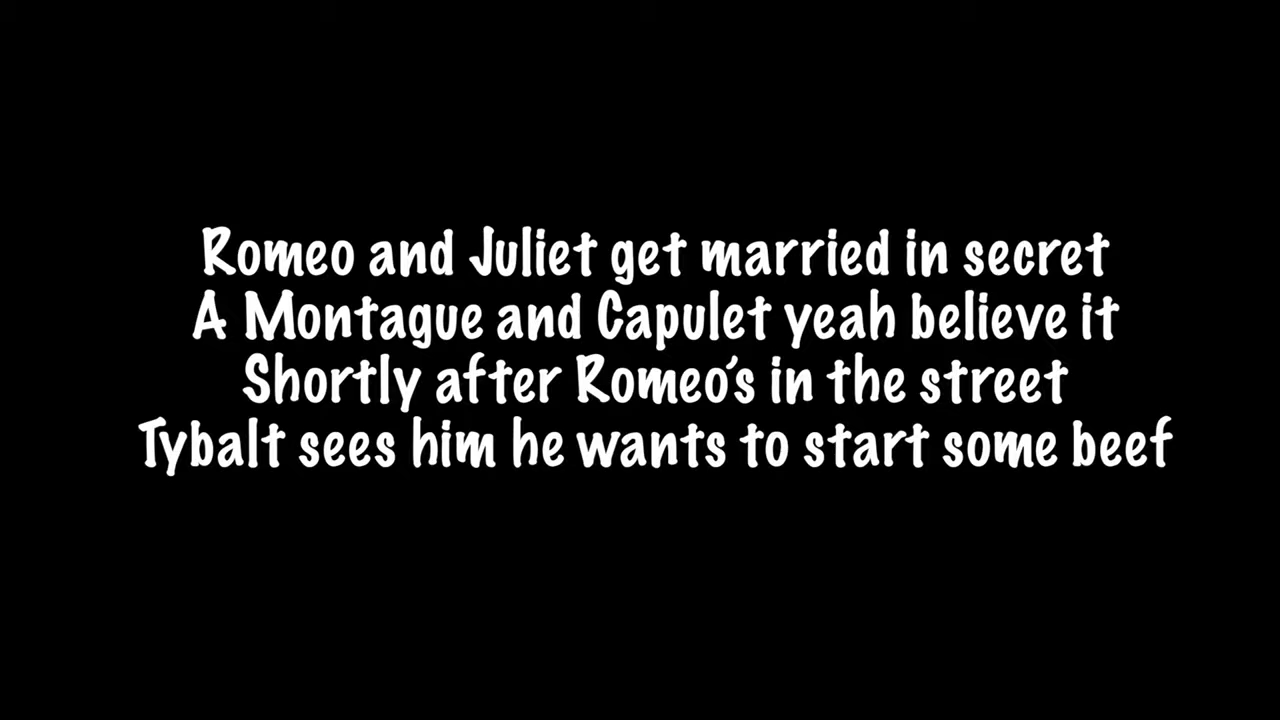 Romeo and Juliet get married in secret
A Montague and Capulet yeah believe it
Shortly after Romeo's in the street
Tybalt sees him he wants to start some beef